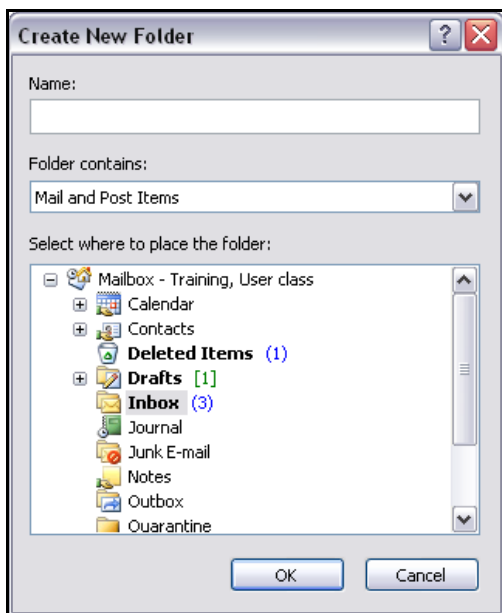 Create New Folder
Name:
Folder contains:
Mail and Post Items
Select where to place the folder:
Mailbox - Training, User class
Calendar
Contacts
Deleted Items (1)
Drafts [1]
Inbox (3)
Journal
Junk E-mail
Notes
Outbox
Quarantine
OK Cancel